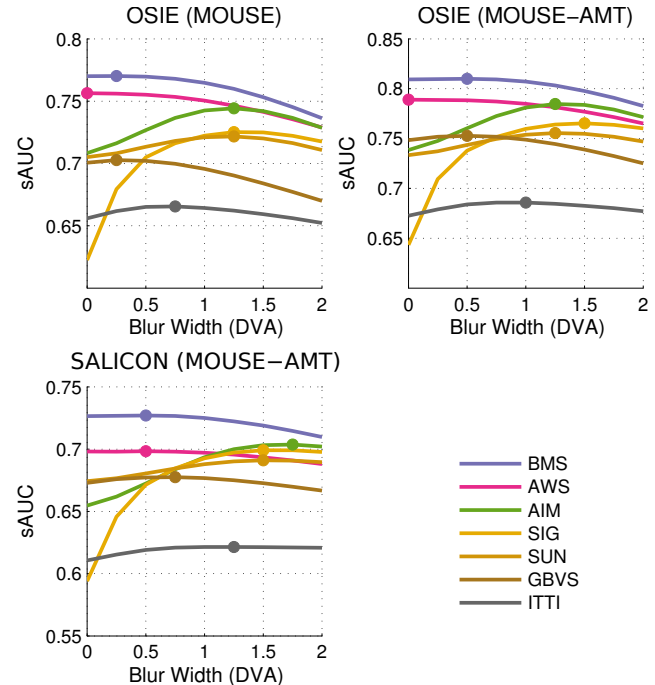 OSIE (MOUSE)
0.8
0.75
0.7
0.65
sAUC
0 0.5 1 1.5 2
Blur Width (DVA)
OSIE (MOUSE−AMT)
0.85
0.8
0.75
0.7
0.65
sAUC
0 0.5 1 1.5 2
Blur Width (DVA)
SALICON (MOUSE−AMT)
0.75
0.7
0.65
0.6
0.55
sAUC
0 0.5 1 1.5 2
Blur Width (DVA)
BMS
AWS
AIM
SIG
SUN
GBVS
ITTI